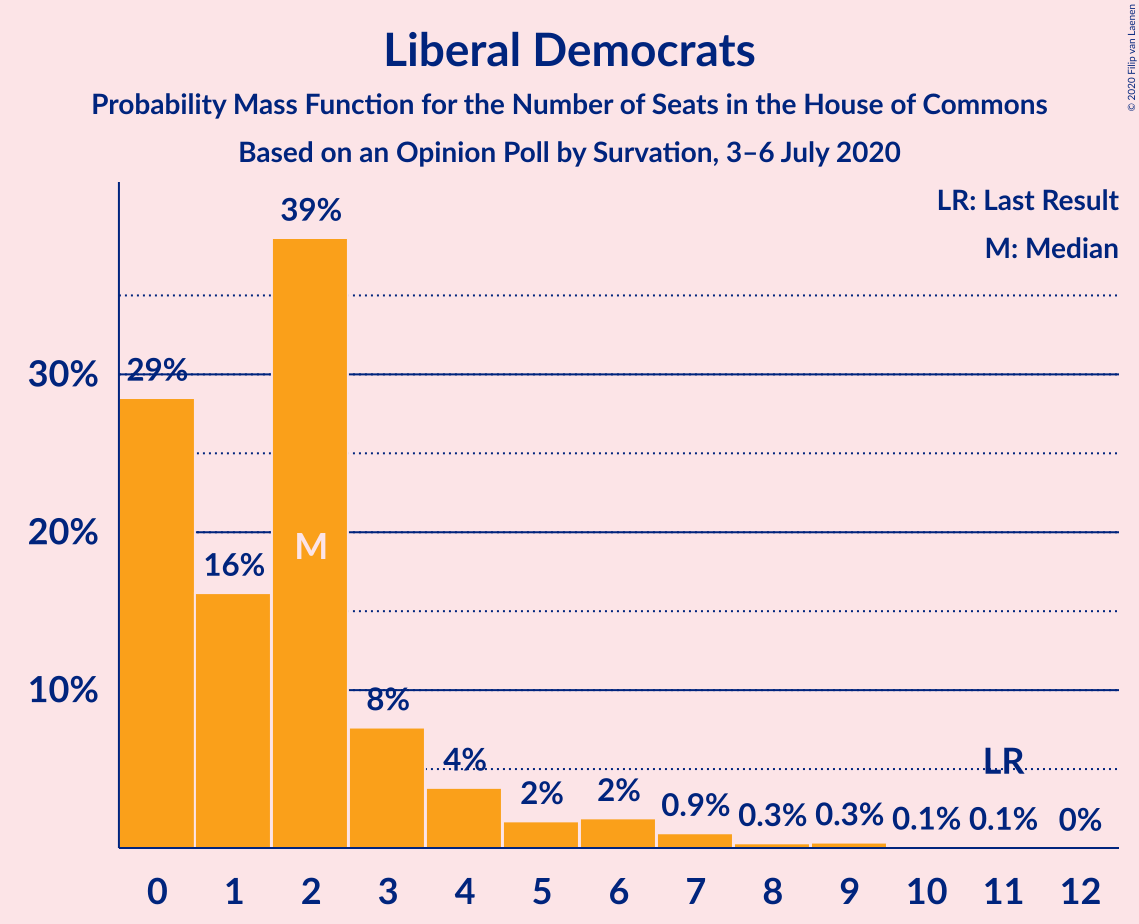 © 2020 Filip van Laenen
Liberal Democrats
Probability Mass Function for the Number of Seats in the House of Commons
Based on an Opinion Poll by Survation, 3–6 July 2020
LR: Last Result
M: Median
39%
30%
29%
20%
M
16%
10%
8%
4%
LR
2%
2%
0.9%
0.3%
0.3%
0.1%
0.1%
0%
0 1 2 3 4 5 6 7 8 9 10 11 12